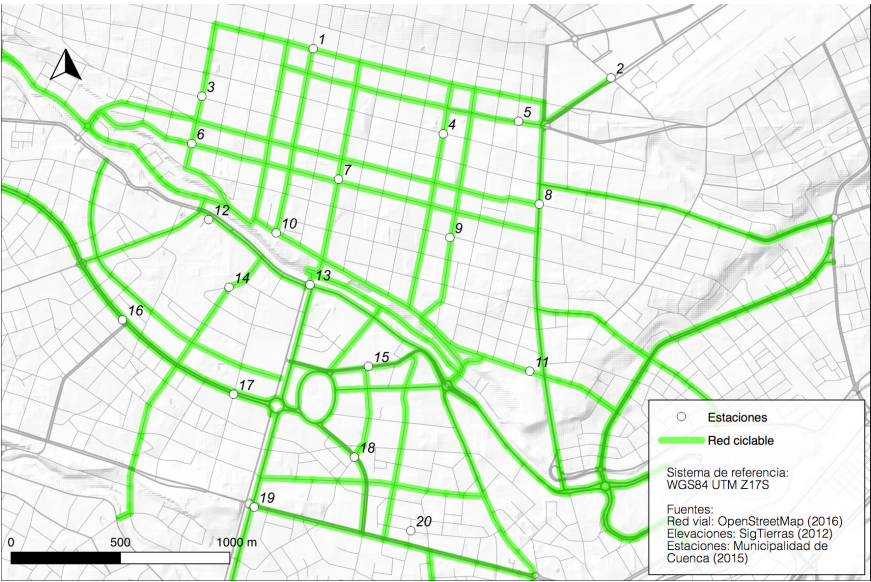 1
2
3
4
5
6
7
8
9
10
11
12
13
14
15
16
17
18
19
20
0 500 1000 m
Estaciones
Red ciclable
Sistema de referencia:
WGS84 UTM Z17S
Fuentes:
Red vial: OpenStreetMap (2016)
Elevaciones: SigTierras (2012)
Estaciones: Municipalidad de
Cuenca (2015)